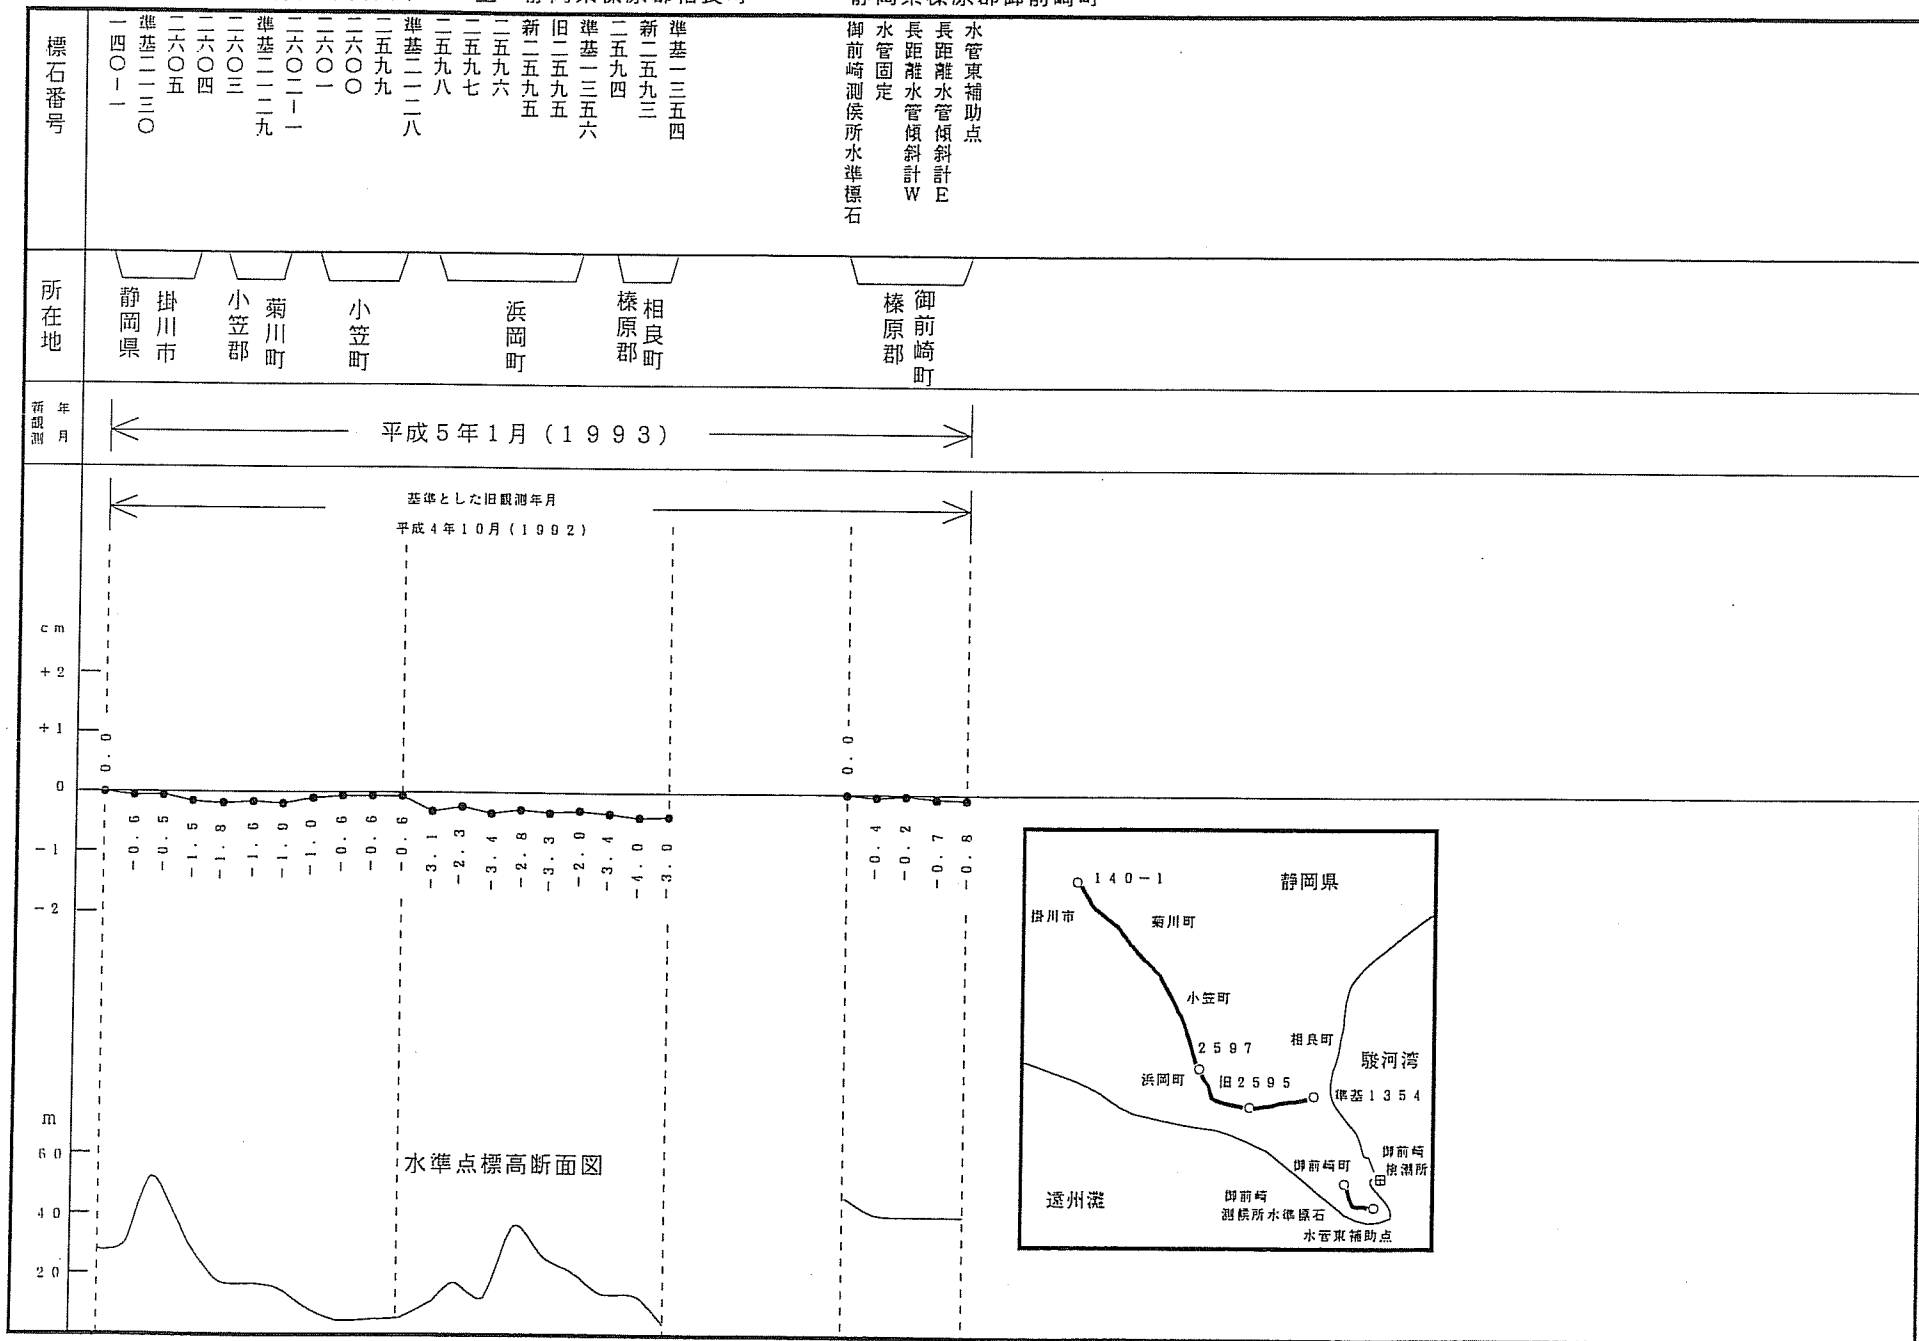 標石番号
一四〇-一
準基二一三〇
二六〇五
二六〇四
二六〇三
準基二一二九
二六〇二-一
二六〇一
二六〇〇
二五九九
準基二一二八
二五九八
二五九七
二五九六
新二五九五
旧二五九五
準基一三五六
二五九四
新二五九三
準基一三五四
御前崎測候所水準標石
水管固定
長距離水管傾斜計W
長距離水管傾斜計E
水管東補助点
所在地
静岡県
掛川市
小笠郡
菊川町
小笠町
浜岡町
榛原郡
相良町
榛原郡
御前崎町
新観測
年月
平成5年1月(1993)
基準とした旧観測年月
平成4年10月(1992)
cm
+2
+1
0
-1
-2
0.0
-0.6
-0.5
-1.5
-1.8
-1.6
-1.9
-1.0
-0.6
-0.6
-0.6
-3.1
-2.3
-3.4
-2.8
-3.3
-2.9
-3.4
-4.0
-3.9
0.0
-0.4
-0.2
-0.7
-0.8
m
60
40
20
水準点標高断面図
140-1
静岡県
掛川市
菊川町
小笠町
2597
相良町
駿河湾
浜岡町
旧2595
準基1354
御前崎
検潮所
御前崎町
遠州灘
御前崎
測候所水準標石
水管東補助点